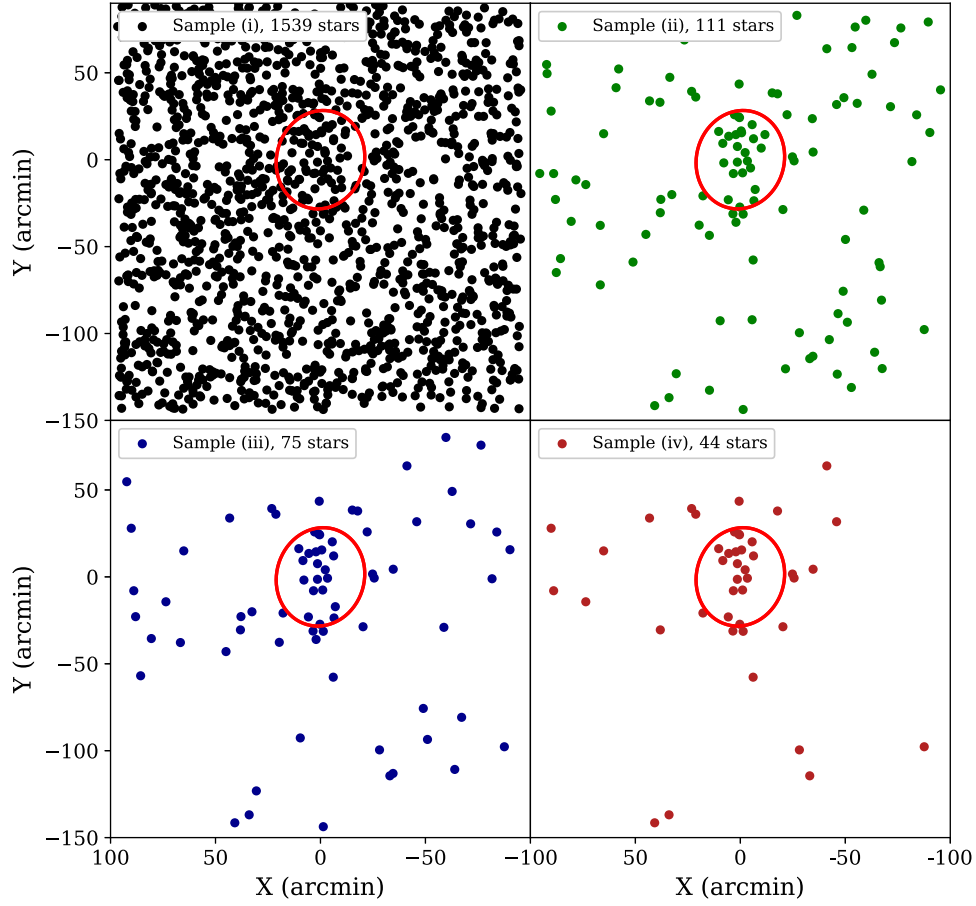 Sample (i), 1539 stars
Sample (ii), 111 stars
50
0
−50
−100
−150
Y (arcmin)
Sample (iii), 75 stars
Sample (iv), 44 stars
50
0
−50
−100
−150
Y (arcmin)
100 50 0 −50 −100
50 0 -50 -100
X (arcmin)
X (arcmin)